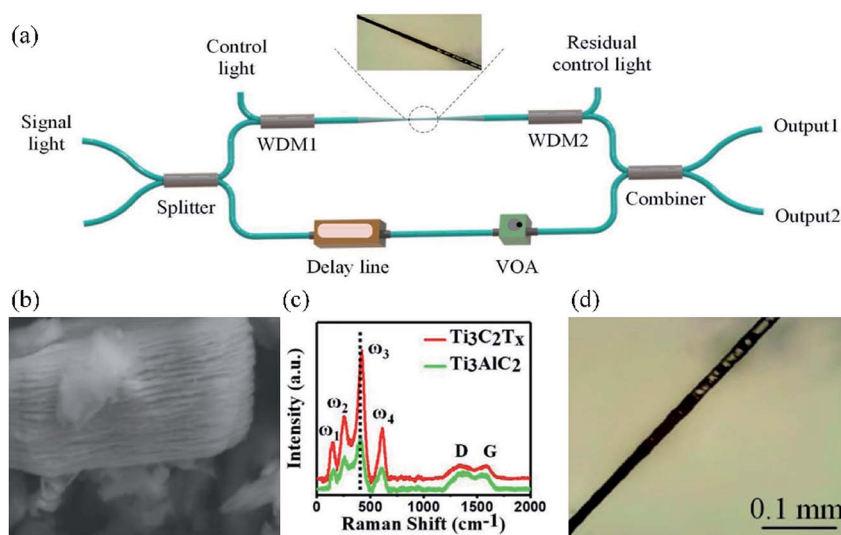 (a)
Control
light
Residual
control light
Signal
light
WDM1
WDM2
Output1
Splitter
Combiner
Output2
Delay line
VOA
(b)
(c)
(d)
Intensity (a.u.)
Ti3C2Tx
Ti3AlC2
ω1
ω2
ω3
ω4
D
G
0
500
1000
1500
2000
Raman Shift (cm-1)
0.1 mm